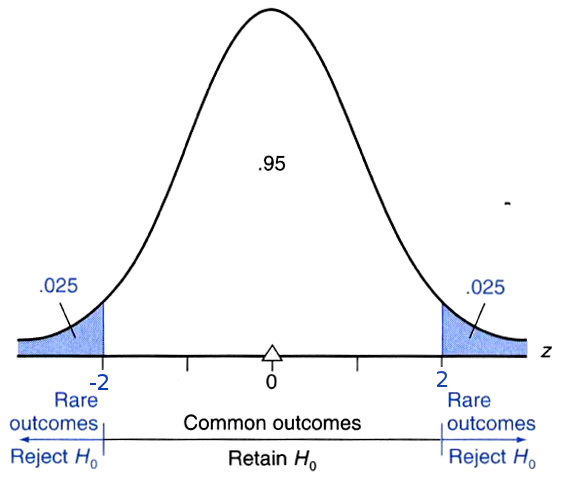 .95
.025
.025
z
-2
0
2
Rare
outcomes
Reject H0
Common outcomes
Retain H0
Rare
outcomes
Reject H0